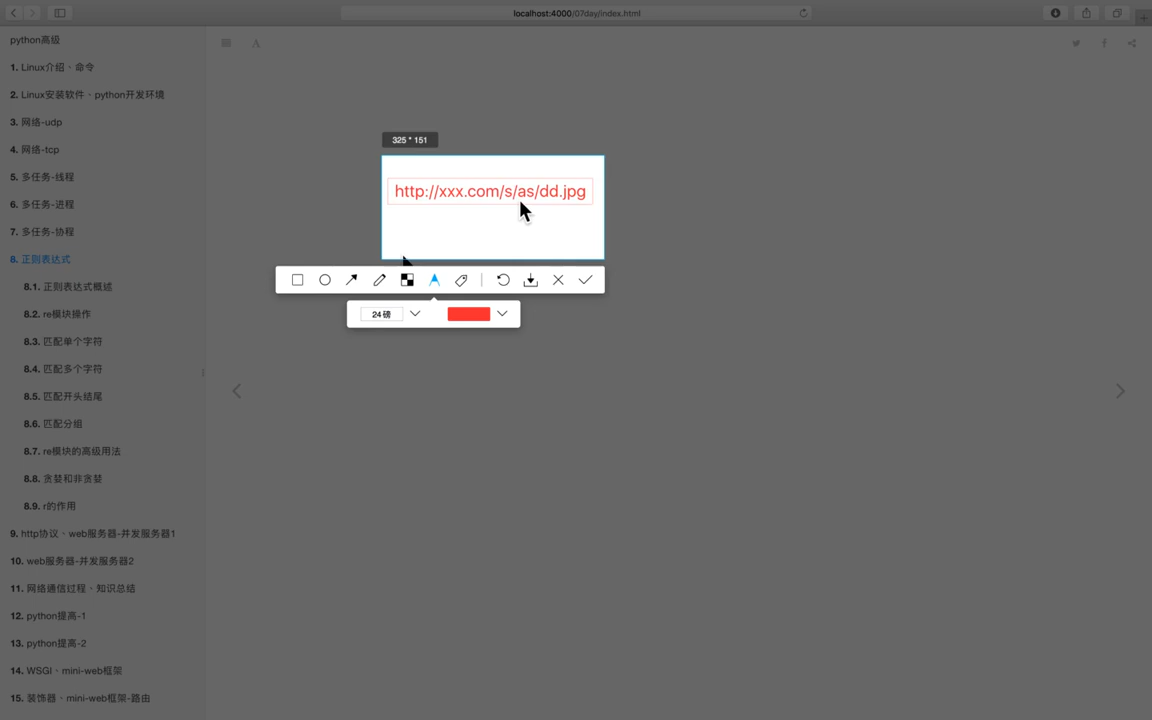 localhost:4000/07day/index.html
python高级
1. Linux介绍、命令
2. Linux安装软件、python开发环境
3. 网络-udp
4. 网络-tcp
5. 多任务-线程
6. 多任务-进程
7. 多任务-协程
8. 正则表达式
8.1. 正则表达式概述
8.2. re模块操作
8.3. 匹配单个字符
8.4. 匹配多个字符
8.5. 匹配开头结尾
8.6. 匹配分组
8.7. re模块的高级用法
8.8. 贪婪和非贪婪
8.9. r的作用
9. http协议、web服务器-并发服务器1
10. web服务器-并发服务器2
11. 网络通信过程、知识总结
12. python提高-1
13. python提高-2
14. WSGI、mini-web框架
15. 装饰器、mini-web框架-路由
A
325 * 151
http://xxx.com/s/as/dd.jpg
24 磅